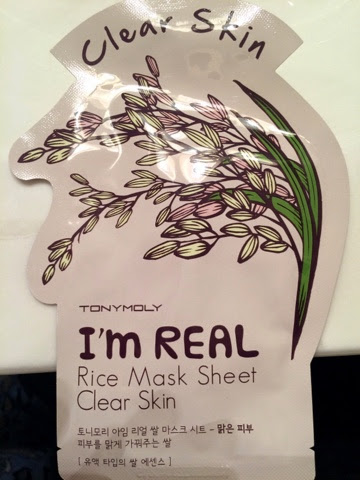 Clear Skin
TONYMOLY
I'm REAL
Rice Mask Sheet
Clear Skin
토니모리 아임 리얼 쌀 마스크 시트 - 맑은 피부
피부를 맑게 가꿔주는 쌀
[ 유액 타입의 쌀 에센스 ]